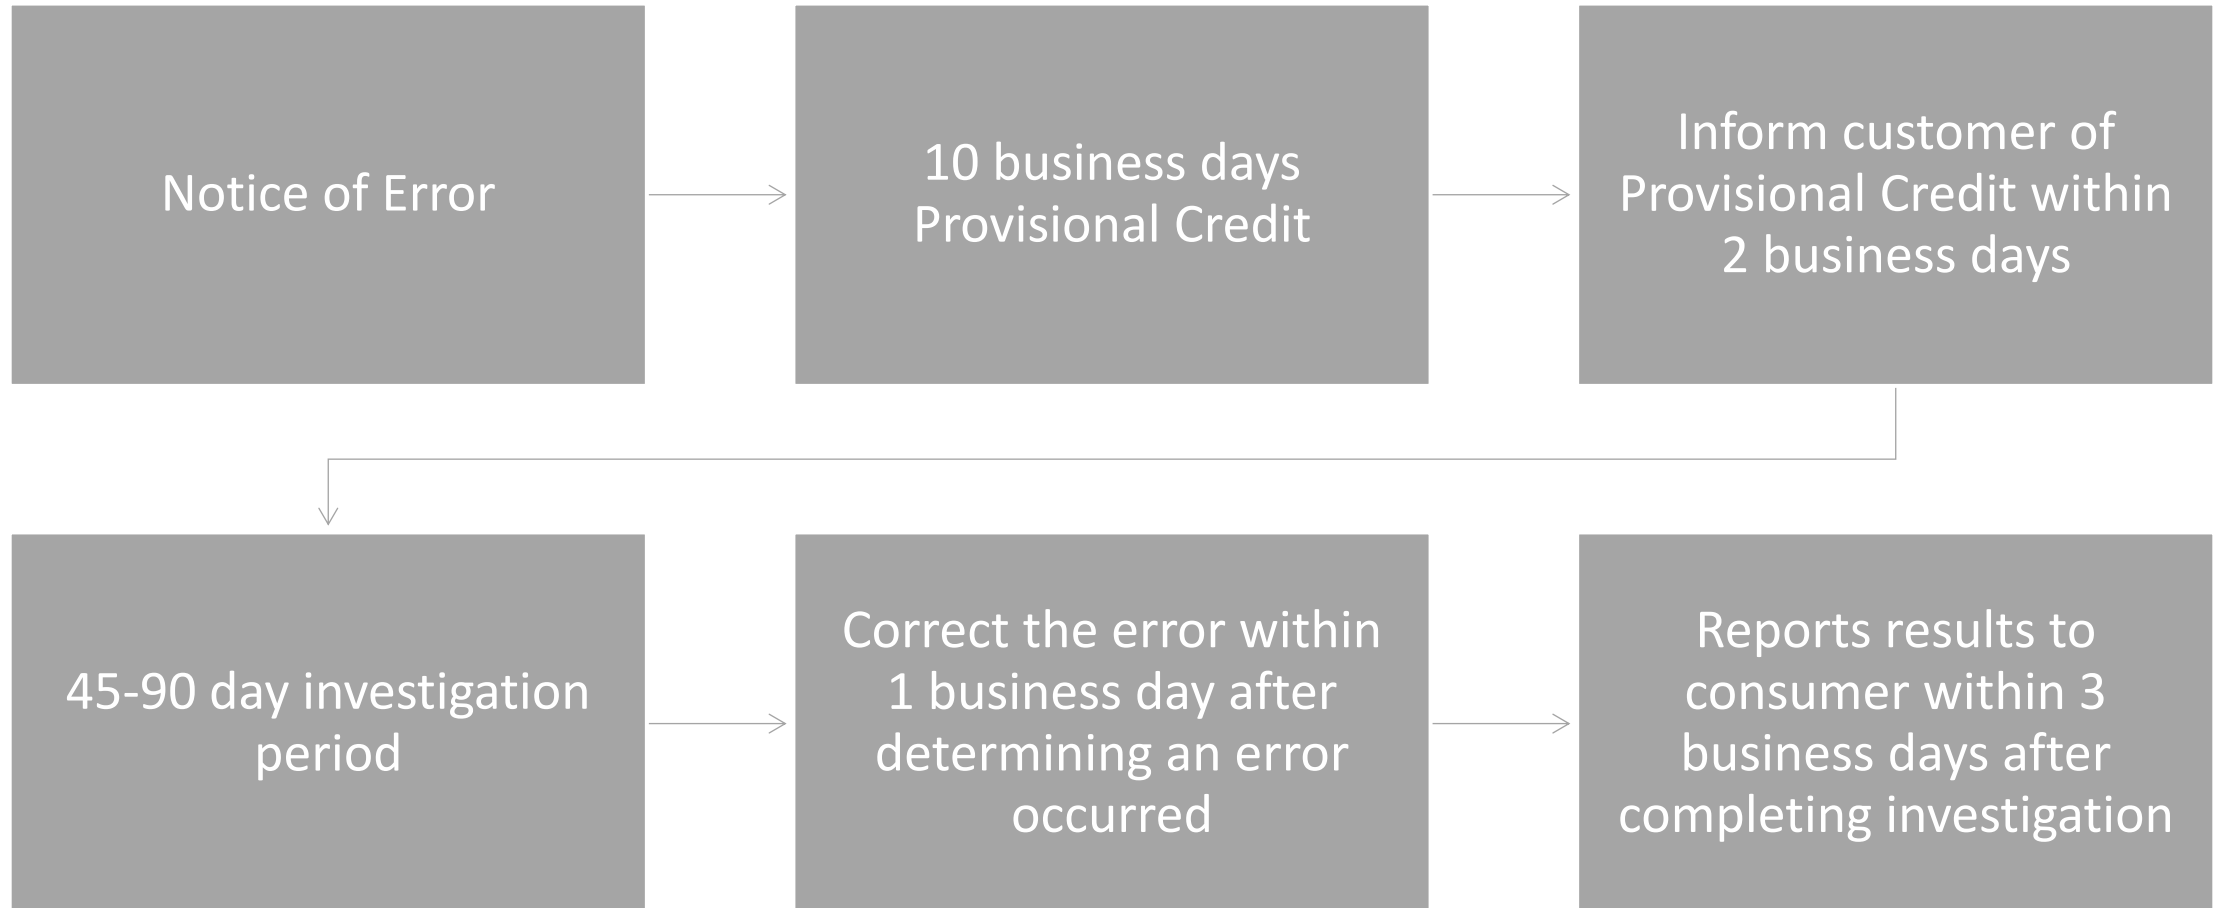 Notice of Error
10 business days
Provisional Credit
Inform customer of
Provisional Credit within
2 business days
45-90 day investigation
period
Correct the error within
1 business day after
determining an error
occurred
Reports results to
consumer within 3
business days after
completing investigation